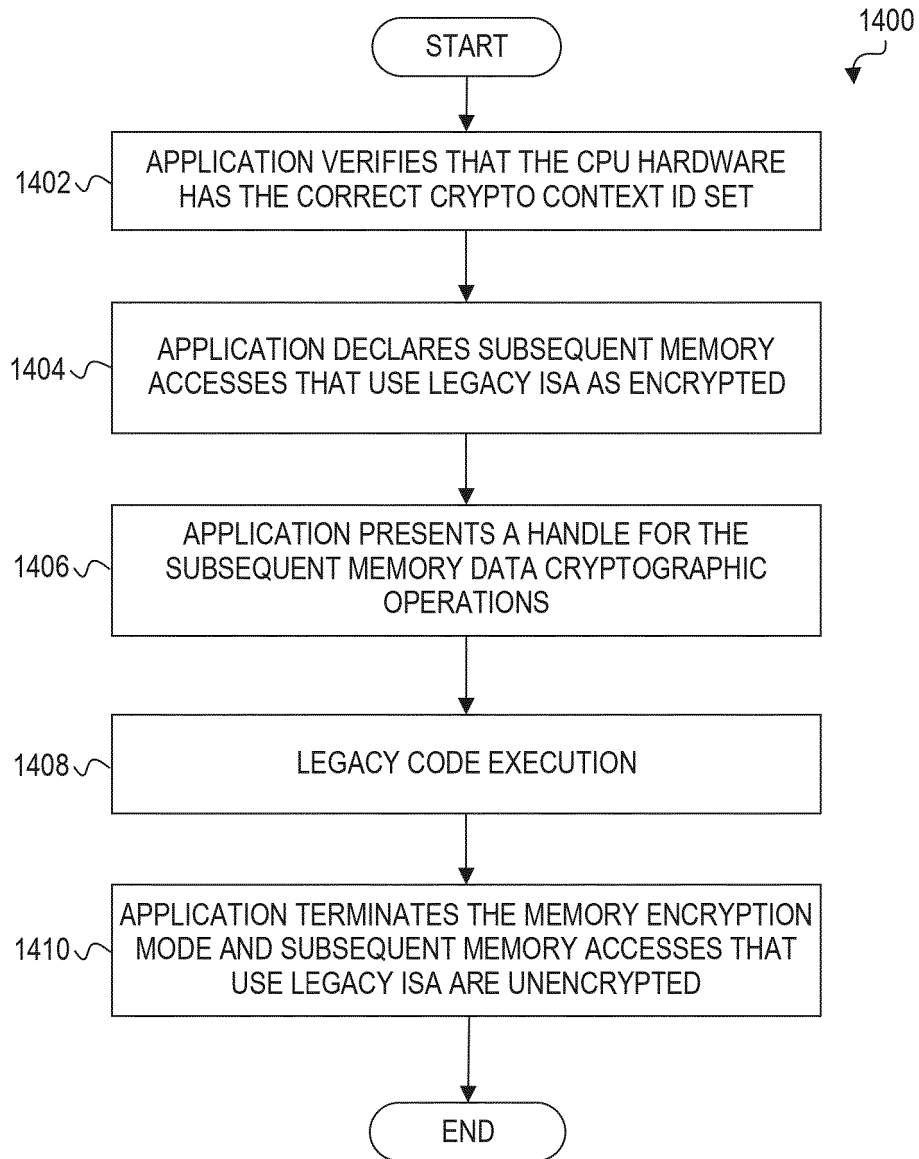 1400
START
1402
APPLICATION VERIFIES THAT THE CPU HARDWARE
HAS THE CORRECT CRYPTO CONTEXT ID SET
1404
APPLICATION DECLARES SUBSEQUENT MEMORY
ACCESSES THAT USE LEGACY ISA AS ENCRYPTED
1406
APPLICATION PRESENTS A HANDLE FOR THE
SUBSEQUENT MEMORY DATA CRYPTOGRAPHIC
OPERATIONS
1408
LEGACY CODE EXECUTION
1410
APPLICATION TERMINATES THE MEMORY ENCRYPTION
MODE AND SUBSEQUENT MEMORY ACCESSES THAT
USE LEGACY ISA ARE UNENCRYPTED
END